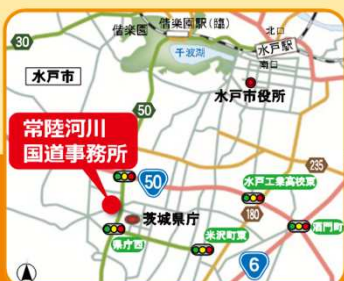 偕楽園
偕楽園駅(臨)
北口
水戸駅
南口
30
千波湖
水戸市
50
水戸市役所
常陸河川
国道事務所
235
50
水戸工業高校東
茨城県庁
180
酒門町
県庁西
米沢町東
6